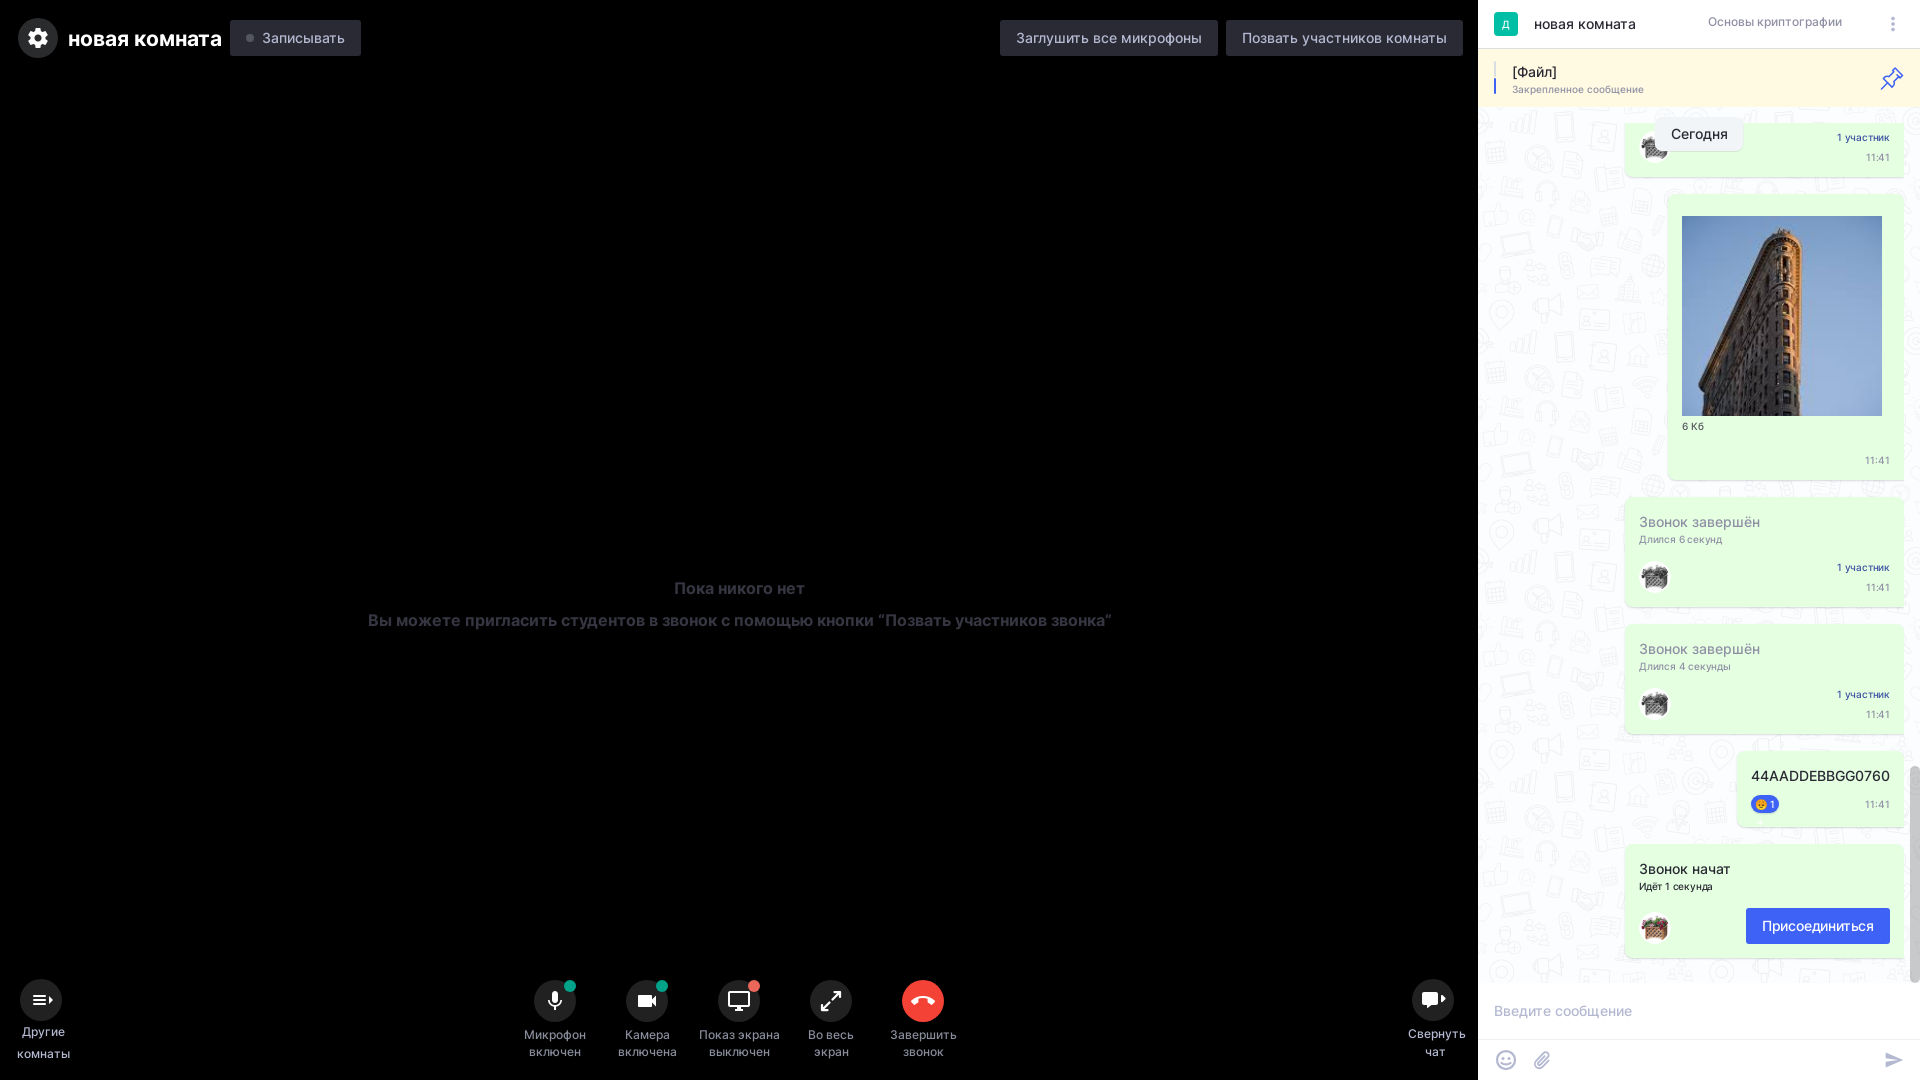 новая комната
Записывать
Заглушить все микрофоны
Позвать участников комнаты
Д
новая комната
Основы криптографии
[Файл]
Закрепленное сообщение
Сегодня
1 участник
11:41
6 Кб
11:41
Звонок завершён
Длился 6 секунд
1 участник
11:41
Звонок завершён
Длился 4 секунды
1 участник
11:41
44AADDEBBGG0760
1
11:41
Звонок начат
Идёт 1 секунда
Присоединиться
Введите сообщение
Пока никого нет
Вы можете пригласить студентов в звонок с помощью кнопки “Позвать участников звонка”
Другие
комнаты
Микрофон
включен
Камера
включена
Показ экрана
выключен
Во весь
экран
Завершить
звонок
Свернуть
чат